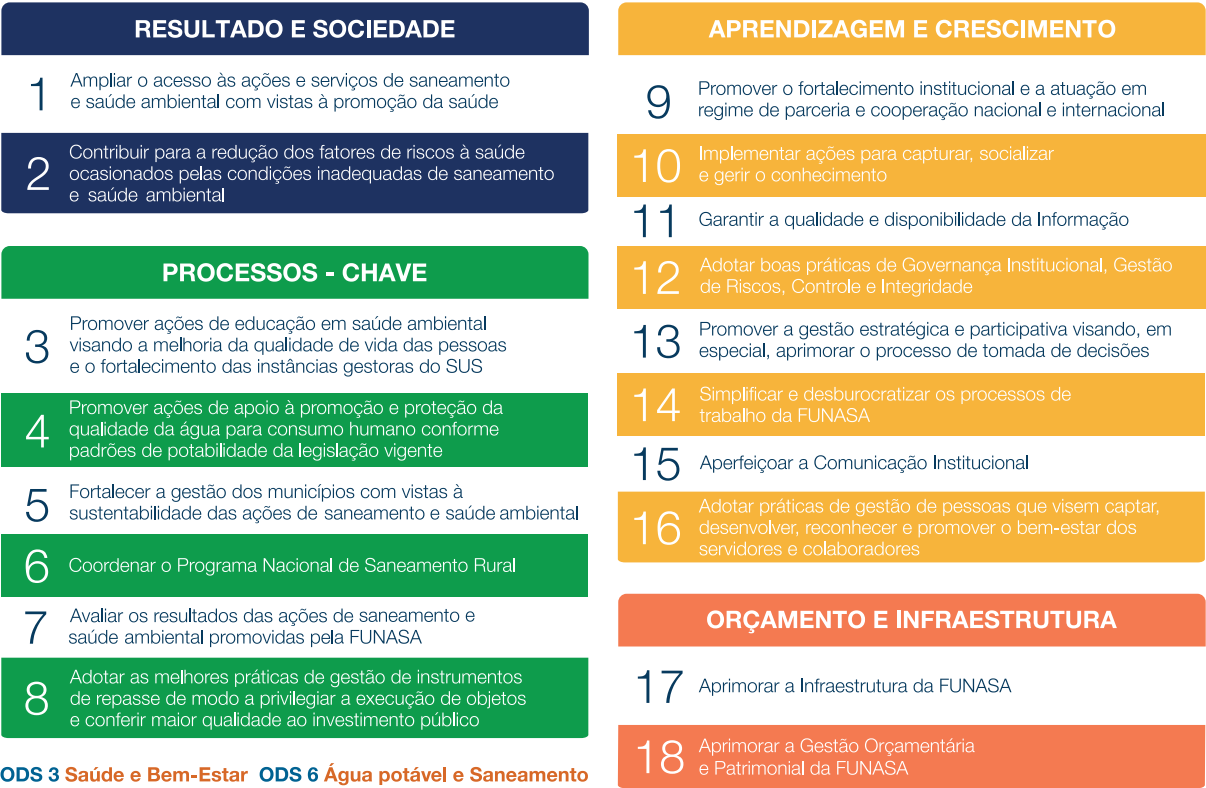 RESULTADO E SOCIEDADE
1
Ampliar o acesso às ações e serviços de saneamento
e saúde ambiental com vistas à promoção da saúde
2
Contribuir para a redução dos fatores de riscos à saúde
ocasionados pelas condições inadequadas de saneamento
e saúde ambiental
PROCESSOS - CHAVE
3
Promover ações de educação em saúde ambiental
visando a melhoria da qualidade de vida das pessoas
e o fortalecimento das instâncias gestoras do SUS
4
Promover ações de apoio à promoção e proteção da
qualidade da água para consumo humano conforme
padrões de potabilidade da legislação vigente
5
Fortalecer a gestão dos municípios com vistas à
sustentabilidade das ações de saneamento e saúde ambiental
6
Coordenar o Programa Nacional de Saneamento Rural
7
Avaliar os resultados das ações de saneamento e
saúde ambiental promovidas pela FUNASA
8
Adotar as melhores práticas de gestão de instrumentos
de repasse de modo a privilegiar a execução de objetos
e conferir maior qualidade ao investimento público
ODS 3 Saúde e Bem-Estar ODS 6 Água potável e Saneamento
APRENDIZAGEM E CRESCIMENTO
9
Promover o fortalecimento institucional e a atuação em
regime de parceria e cooperação nacional e internacional
10
Implementar ações para capturar, socializar
e gerir o conhecimento
11
Garantir a qualidade e disponibilidade da Informação
12
Adotar boas práticas de Governança Institucional, Gestão
de Riscos, Controle e Integridade
13
Promover a gestão estratégica e participativa visando, em
especial, aprimorar o processo de tomada de decisões
14
Simplificar e desburocratizar os processos de
trabalho da FUNASA
15
Aperfeiçoar a Comunicação Institucional
16
Adotar práticas de gestão de pessoas que visem captar,
desenvolver, reconhecer e promover o bem-estar dos
servidores e colaboradores
ORÇAMENTO E INFRAESTRUTURA
17
Aprimorar a Infraestrutura da FUNASA
18
Aprimorar a Gestão Orçamentária
e Patrimonial da FUNASA